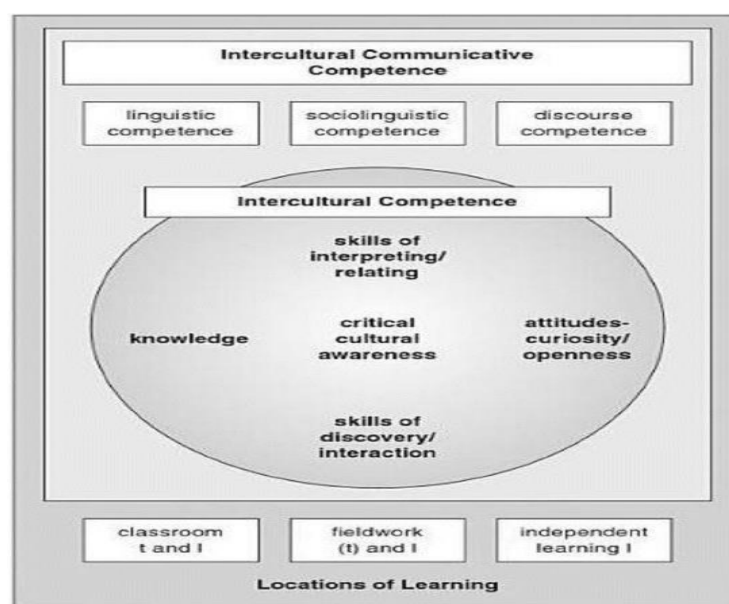 Intercultural Communicative
Competence
linguistic
competence
sociolinguistic
competence
discourse
competence
Intercultural Competence
skills of
interpreting/
relating
knowledge
critical
cultural
awareness
attitudes-
curiosity/
openness
skills of
discovery/
interaction
classroom
t and l
fieldwork
(t) and l
independent
learning l
Locations of Learning